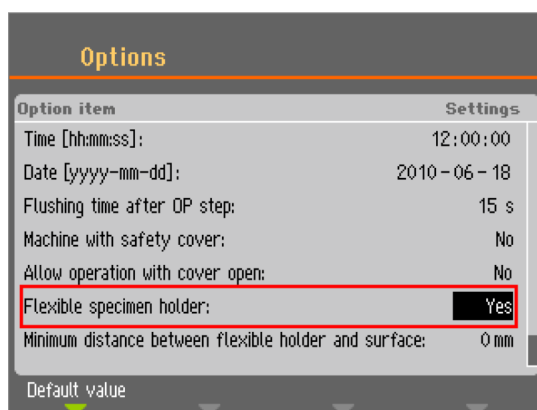 Options
Option item Settings
Time [hh:mm:ss]: 12:00:00
Date [yyyy-mm-dd]: 2010-06-18
Flushing time after OP step: 15 s
Machine with safety cover: No
Allow operation with cover open: No
Flexible specimen holder: Yes
Minimum distance between flexible holder and surface: 0 mm
Default value